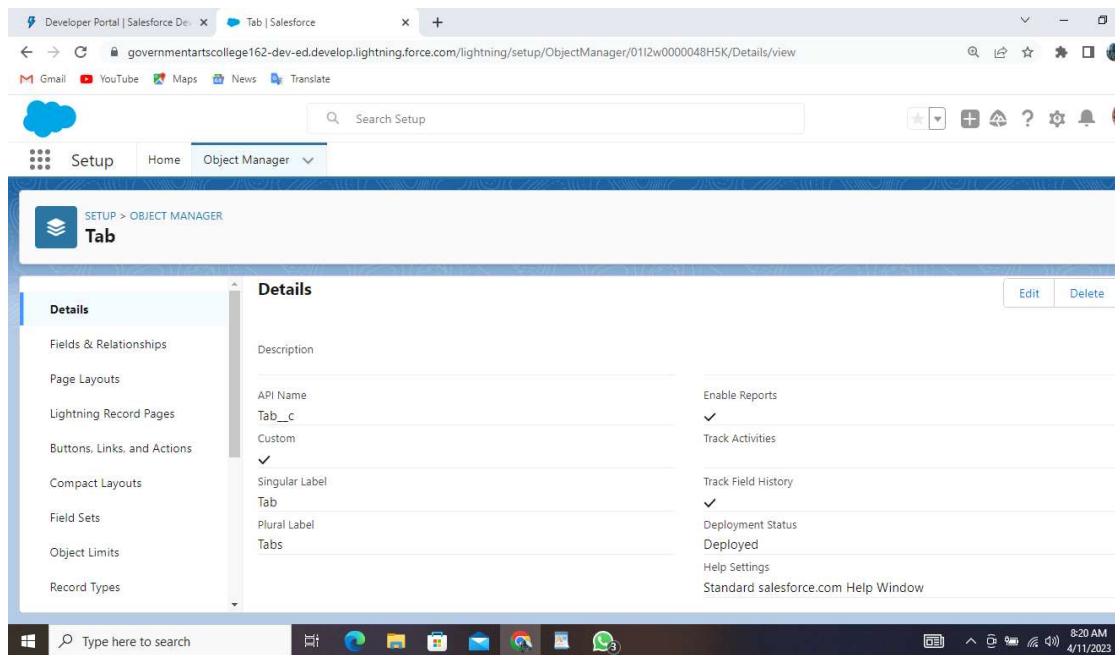 Developer Portal | Salesforce Dev
Tab | Salesforce
governmentartscollege162-dev-ed.develop.lightning.force.com/lightning/setup/ObjectManager/01I2w0000048H5K/Details/view
Gmail YouTube Maps News Translate
Search Setup
Setup Home Object Manager
SETUP > OBJECT MANAGER
Tab
Details
Fields & Relationships
Page Layouts
Lightning Record Pages
Buttons, Links, and Actions
Compact Layouts
Field Sets
Object Limits
Record Types
Details
Edit Delete
Description
API Name
Tab__c
Custom
Singular Label
Tab
Plural Label
Tabs
Enable Reports
Track Activities
Track Field History
Deployment Status
Deployed
Help Settings
Standard salesforce.com Help Window
Type here to search
3
8:20 AM
4/11/2023